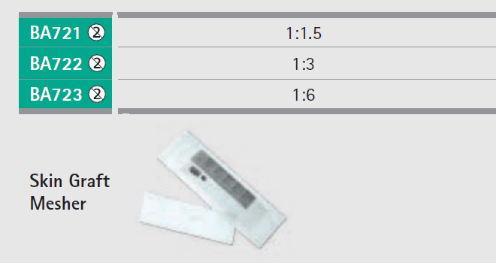 BA721 ② 1:1.5
BA722 ② 1:3
BA723 ② 1:6
Skin Graft
Mesher